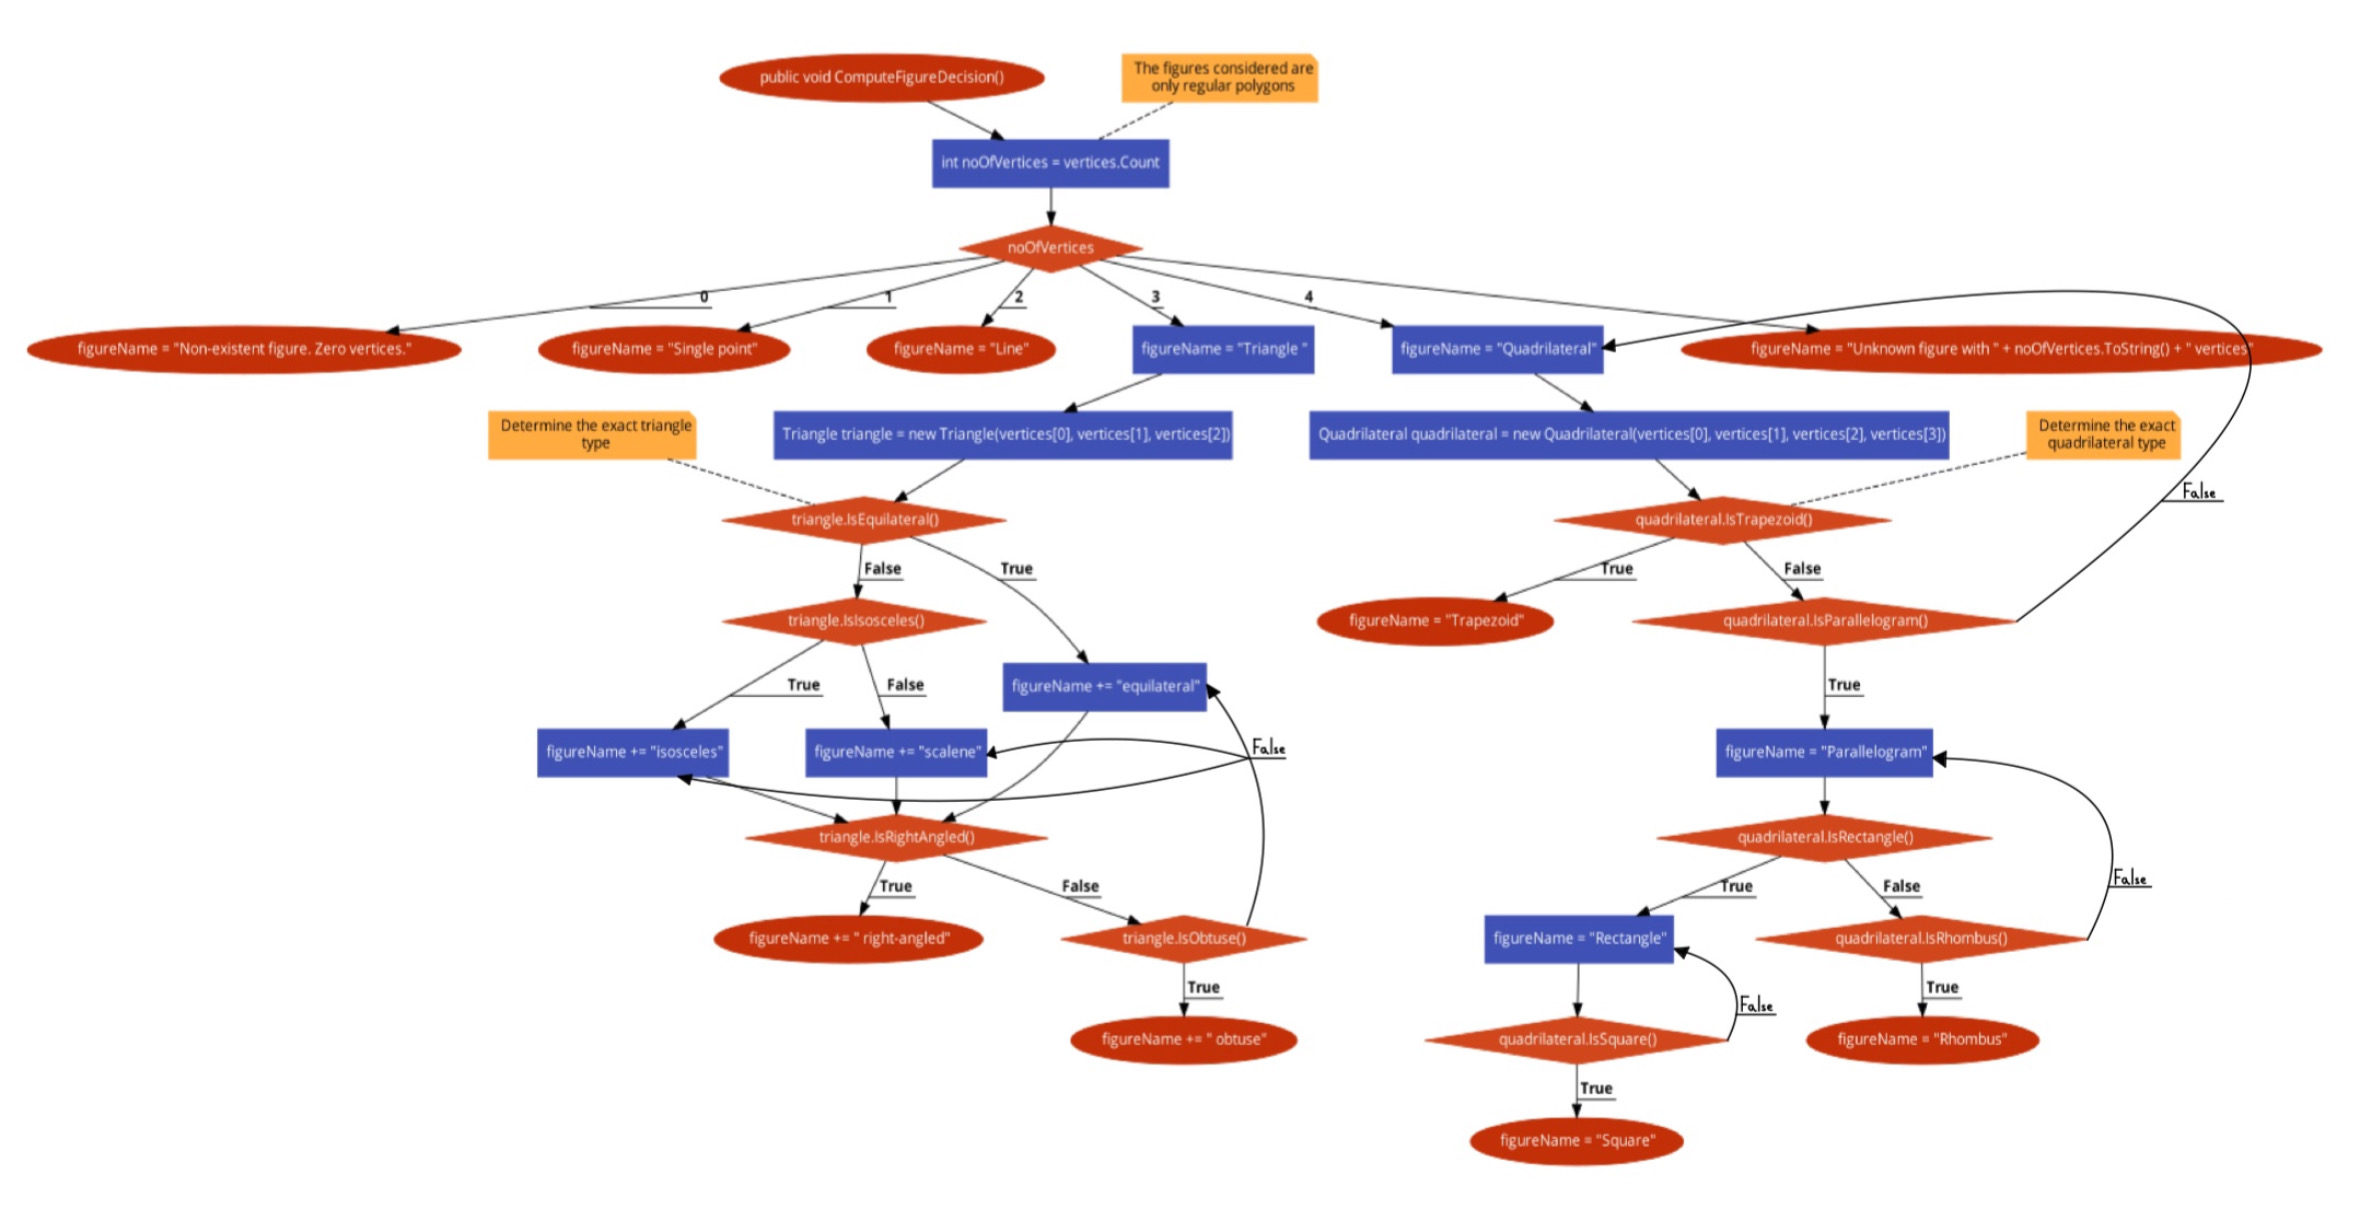 public void ComputeFigureDecision()
The figures considered are
only regular polygons
int noOfVertices = vertices.Count
noOfVertices
0
1
2
3
4
figureName = "Non-existent figure. Zero vertices."
figureName = "Single point"
figureName = "Line"
figureName = "Triangle "
figureName = "Quadrilateral"
figureName = "Unknown figure with " + noOfVertices.ToString() + " vertices"
Determine the exact triangle
type
Triangle triangle = new Triangle(vertices[0], vertices[1], vertices[2])
Quadrilateral quadrilateral = new Quadrilateral(vertices[0], vertices[1], vertices[2], vertices[3])
Determine the exact
quadrilateral type
False
triangle.IsEquilateral()
quadrilateral.IsTrapezoid()
False
True
True
False
triangle.IsIsosceles()
figureName = "Trapezoid"
quadrilateral.IsParallelogram()
True
False
figureName += "equilateral"
True
figureName += "isosceles"
figureName += "scalene"
False
figureName = "Parallelogram"
triangle.IsRightAngled()
quadrilateral.IsRectangle()
True
False
True
False
False
figureName += " right-angled"
triangle.IsObtuse()
figureName = "Rectangle"
quadrilateral.IsRhombus()
True
False
True
figureName += " obtuse"
quadrilateral.IsSquare()
figureName = "Rhombus"
True
figureName = "Square"